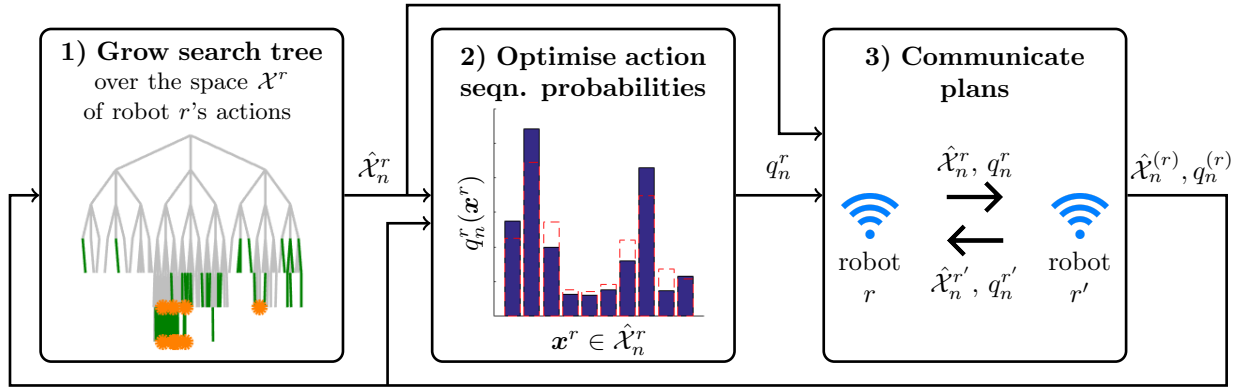 1) Grow search tree
over the space 𝒳^r
of robot r's actions
𝒳̂_n^r
2) Optimise action
seqn. probabilities
q_n^r(𝒙^r)
𝒙^r ∈ 𝒳̂_n^r
q_n^r
3) Communicate
plans
𝒳̂_n^r, q_n^r
robot
r
𝒳̂_n^{r′}, q_n^{r′}
robot
r′
𝒳̂_n^{(r)}, q_n^{(r)}